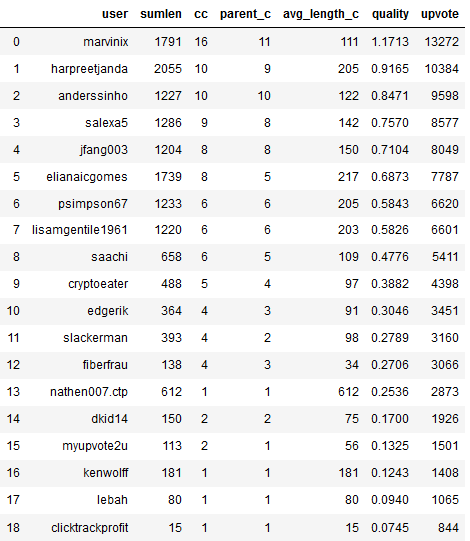 user sumlen cc parent_c avg_length_c quality upvote
0 marvinix 1791 16 11 111 1.1713 13272
1 harpreetjanda 2055 10 9 205 0.9165 10384
2 anderssinho 1227 10 10 122 0.8471 9598
3 salexa5 1286 9 8 142 0.7570 8577
4 jfang003 1204 8 8 150 0.7104 8049
5 elianaicgomes 1739 8 5 217 0.6873 7787
6 psimpson67 1233 6 6 205 0.5843 6620
7 lisamgentile1961 1220 6 6 203 0.5826 6601
8 saachi 658 6 5 109 0.4776 5411
9 cryptoeater 488 5 4 97 0.3882 4398
10 edgerik 364 4 3 91 0.3046 3451
11 slackerman 393 4 2 98 0.2789 3160
12 fiberfrau 138 4 3 34 0.2706 3066
13 nathen007.ctp 612 1 1 612 0.2536 2873
14 dkid14 150 2 2 75 0.1700 1926
15 myupvote2u 113 2 1 56 0.1325 1501
16 kenwolff 181 1 1 181 0.1243 1408
17 lebah 80 1 1 80 0.0940 1065
18 clicktrackprofit 15 1 1 15 0.0745 844